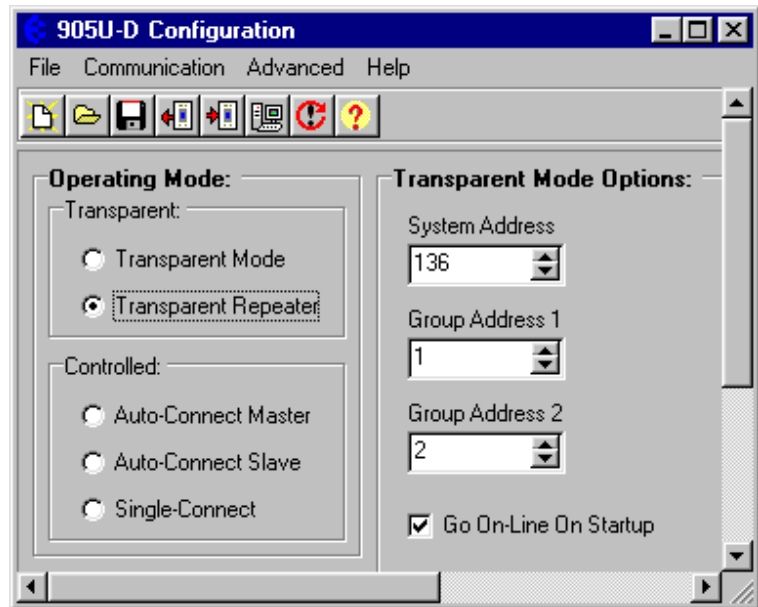 905U-D Configuration
File Communication Advanced Help
Operating Mode:
Transparent:
Transparent Mode
Transparent Repeater
Controlled:
Auto-Connect Master
Auto-Connect Slave
Single-Connect
Transparent Mode Options:
System Address
136
Group Address 1
1
Group Address 2
2
Go On-Line On Startup